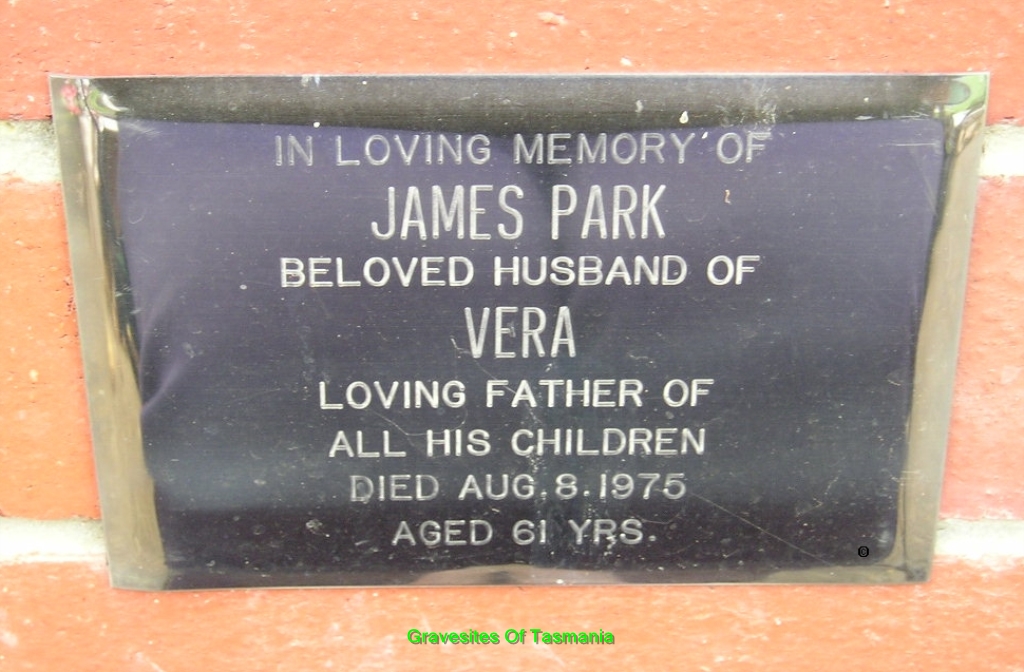 IN LOVING MEMORY OF
JAMES PARK
BELOVED HUSBAND OF
VERA
LOVING FATHER OF
ALL HIS CHILDREN
DIED AUG. 8. 1975
AGED 61 YRS.
©
Gravesites Of Tasmania